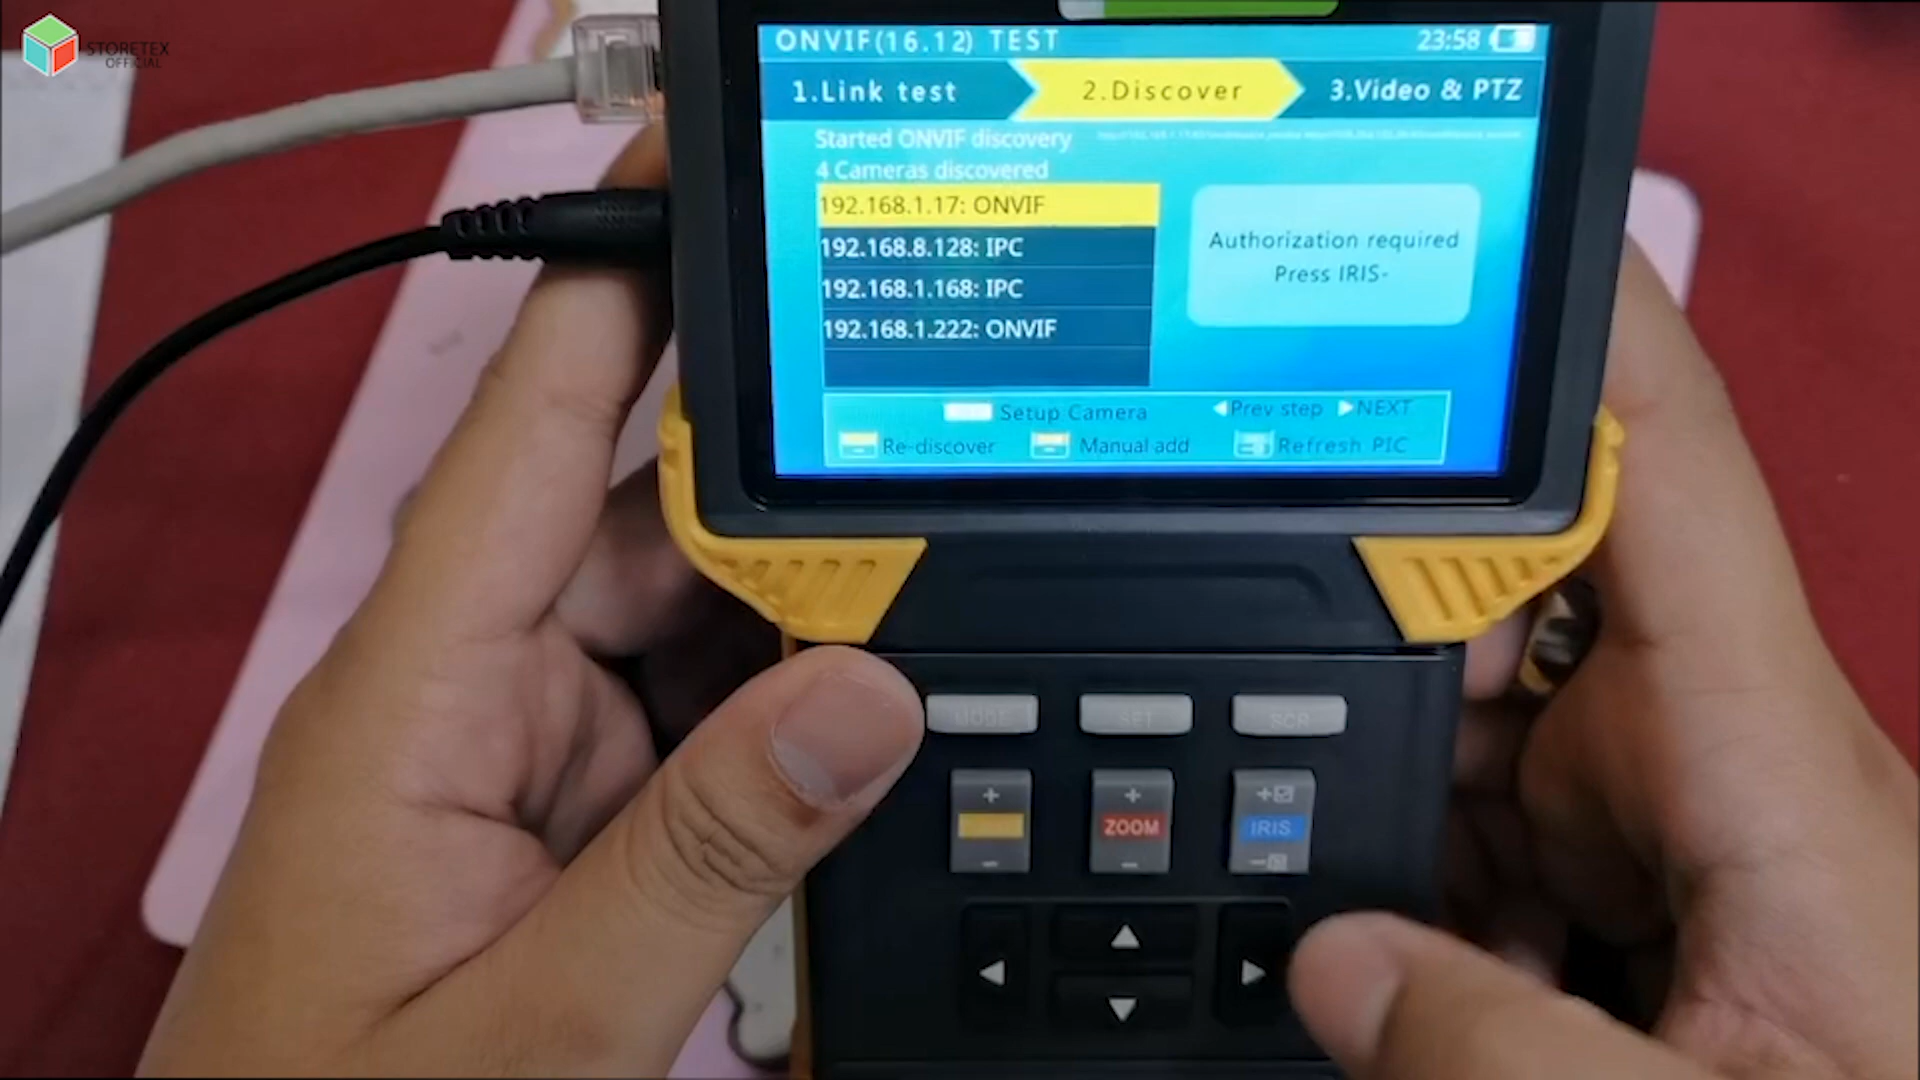 STORETEX
OFFICIAL
ONVIF(16.12) TEST
23:58
1.Link test
2.Discover
3.Video & PTZ
Started ONVIF discovery
4 Cameras discovered
192.168.1.17: ONVIF
192.168.8.128: IPC
192.168.1.168: IPC
192.168.1.222: ONVIF
Authorization required
Press IRIS-
Setup Camera
Prev step
NEXT
Re-discover
Manual add
Refresh PIC
MODE
SET
SCR
+
-
+
ZOOM
-
+
IRIS
-